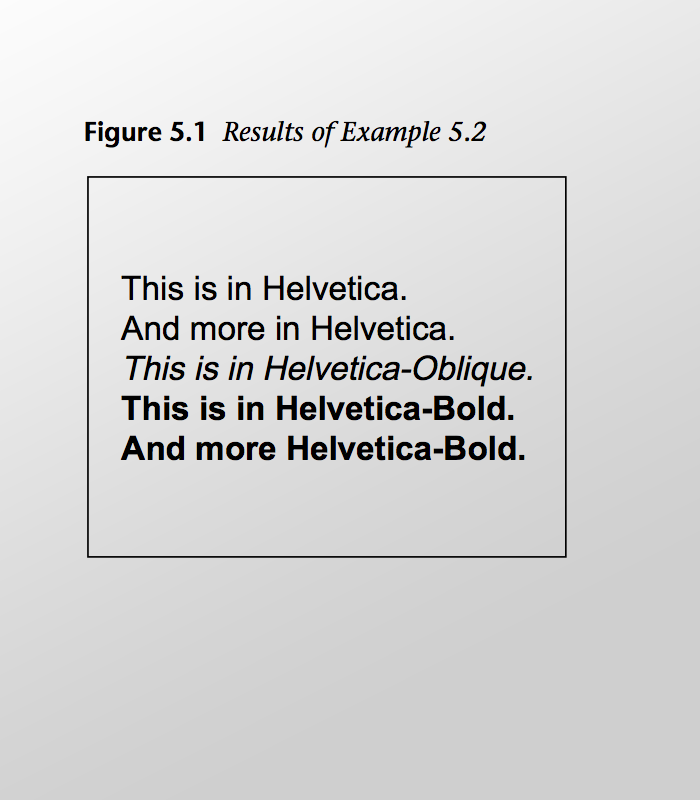 Figure 5.1 Results of Example 5.2
This is in Helvetica.
And more in Helvetica.
This is in Helvetica-Oblique.
This is in Helvetica-Bold.
And more Helvetica-Bold.